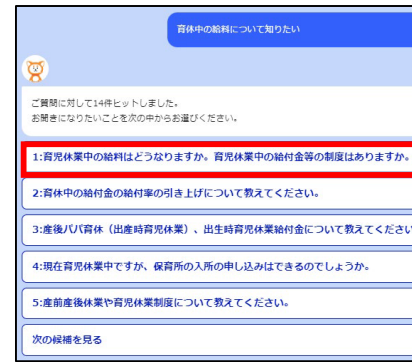 育休中の給料について知りたい
ご質問に対して14件ヒットしました。
お聞きになりたいことを次の中からお選びください。
1:育児休業中の給料はどうなりますか。育児休業中の給付金等の制度はありますか。
2:育休中の給付金の給付率の引き上げについて教えてください。
3:産後パパ育休（出産時育児休業）、出生時育児休業給付金について教えてくださ
4:現在育児休業中ですが、保育所の入所の申し込みはできるのでしょうか。
5:産前産後休業や育児休業制度について教えてください。
次の候補を見る